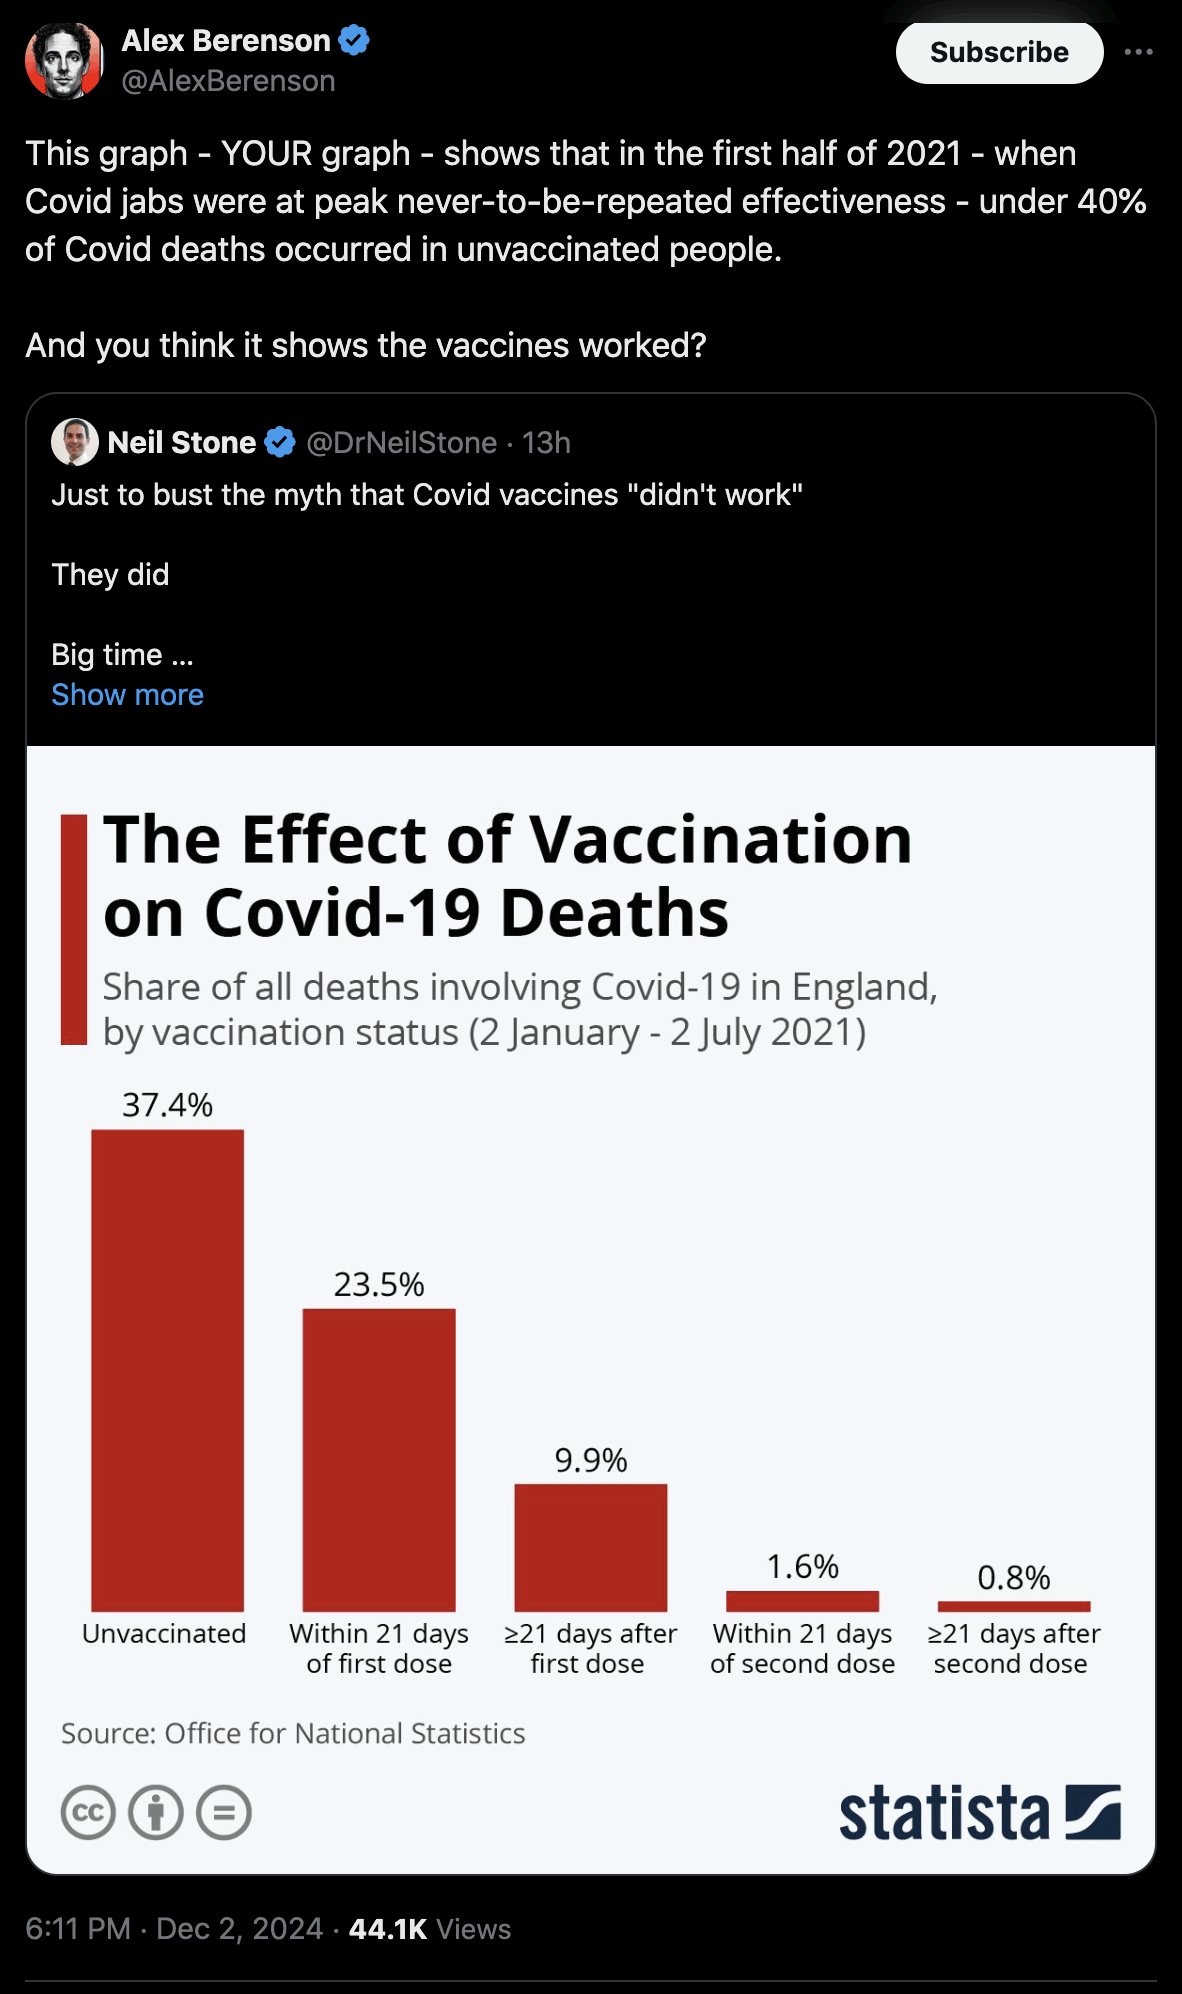 Alex Berenson
Subscribe
@AlexBerenson
This graph - YOUR graph - shows that in the first half of 2021 - when
Covid jabs were at peak never-to-be-repeated effectiveness - under 40%
of Covid deaths occurred in unvaccinated people.
And you think it shows the vaccines worked?
Neil Stone @DrNeilStone · 13h
Just to bust the myth that Covid vaccines "didn't work"
They did
Big time ...
Show more
The Effect of Vaccination
on Covid-19 Deaths
Share of all deaths involving Covid-19 in England,
by vaccination status (2 January - 2 July 2021)
37.4%
23.5%
9.9%
1.6%
0.8%
Unvaccinated
Within 21 days
of first dose
≥21 days after
first dose
Within 21 days
of second dose
≥21 days after
second dose
Source: Office for National Statistics
cc
statista
6:11 PM · Dec 2, 2024 · 44.1K Views